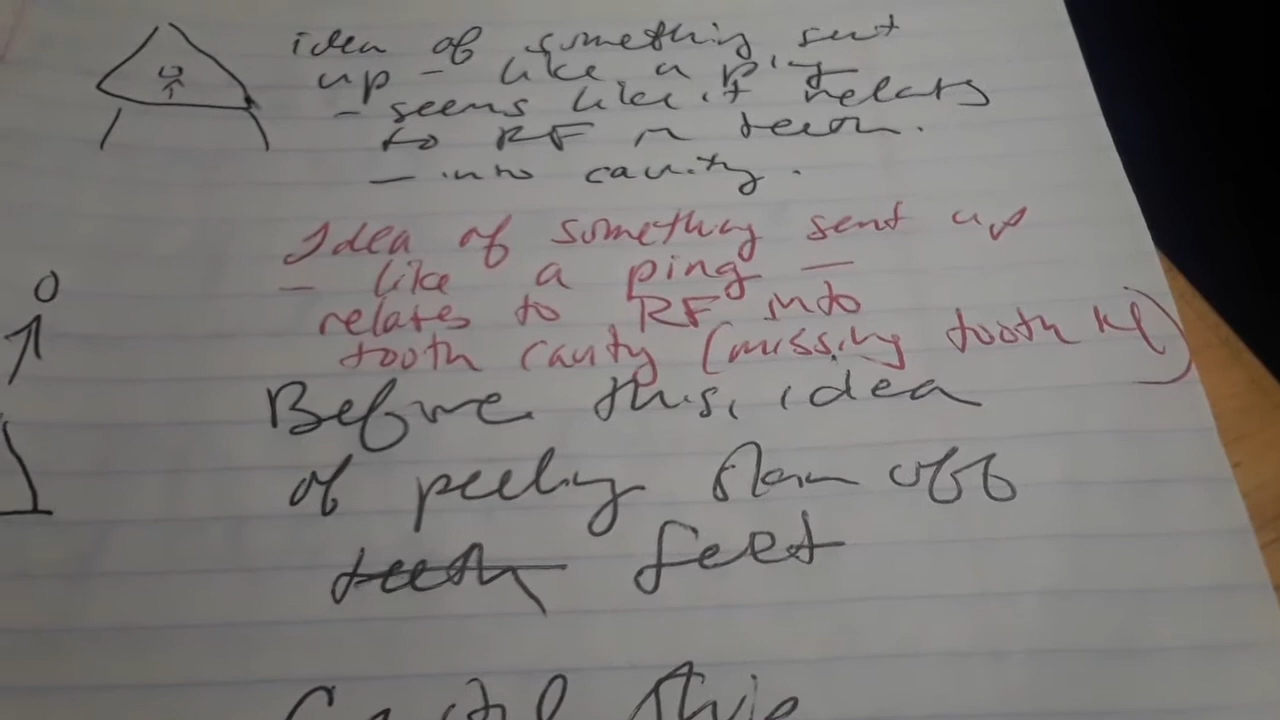 idea of something sent
up - like a ping
- seems like it relats
to RF in
- into cavity.
Idea of something sent up
- like a ping -
relates to RF into
tooth cavity (missing tooth
Before this, idea
of peeling off
teeth feet
this